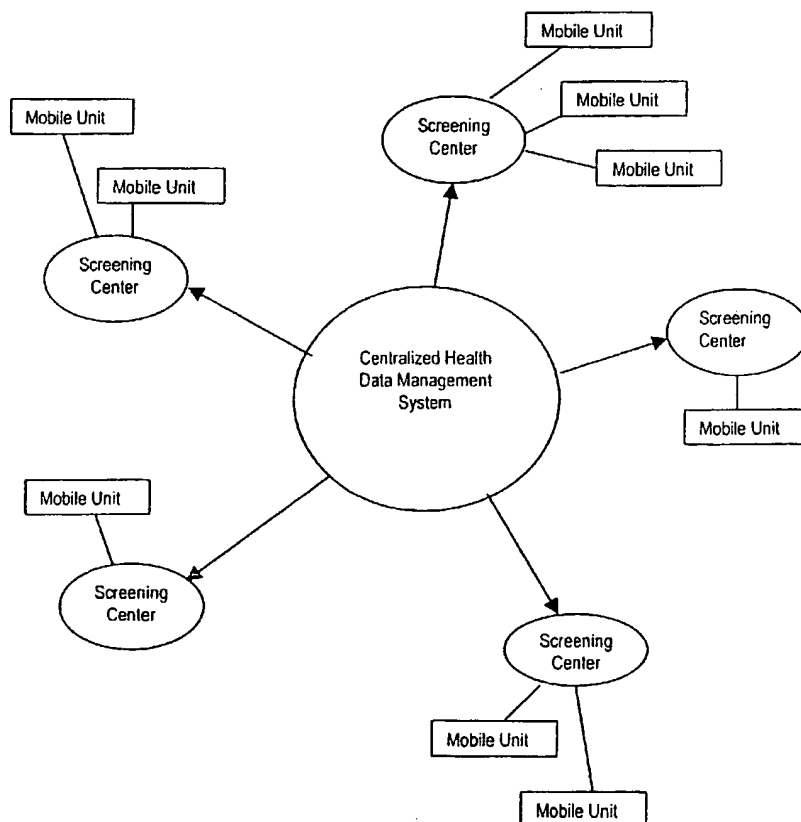 Mobile Unit
Mobile Unit
Mobile Unit
Screening
Center
Mobile Unit
Mobile Unit
Screening
Center
Screening
Center
Centralized Health
Data Management
System
Mobile Unit
Mobile Unit
Screening
Center
Screening
Center
Mobile Unit
Mobile Unit